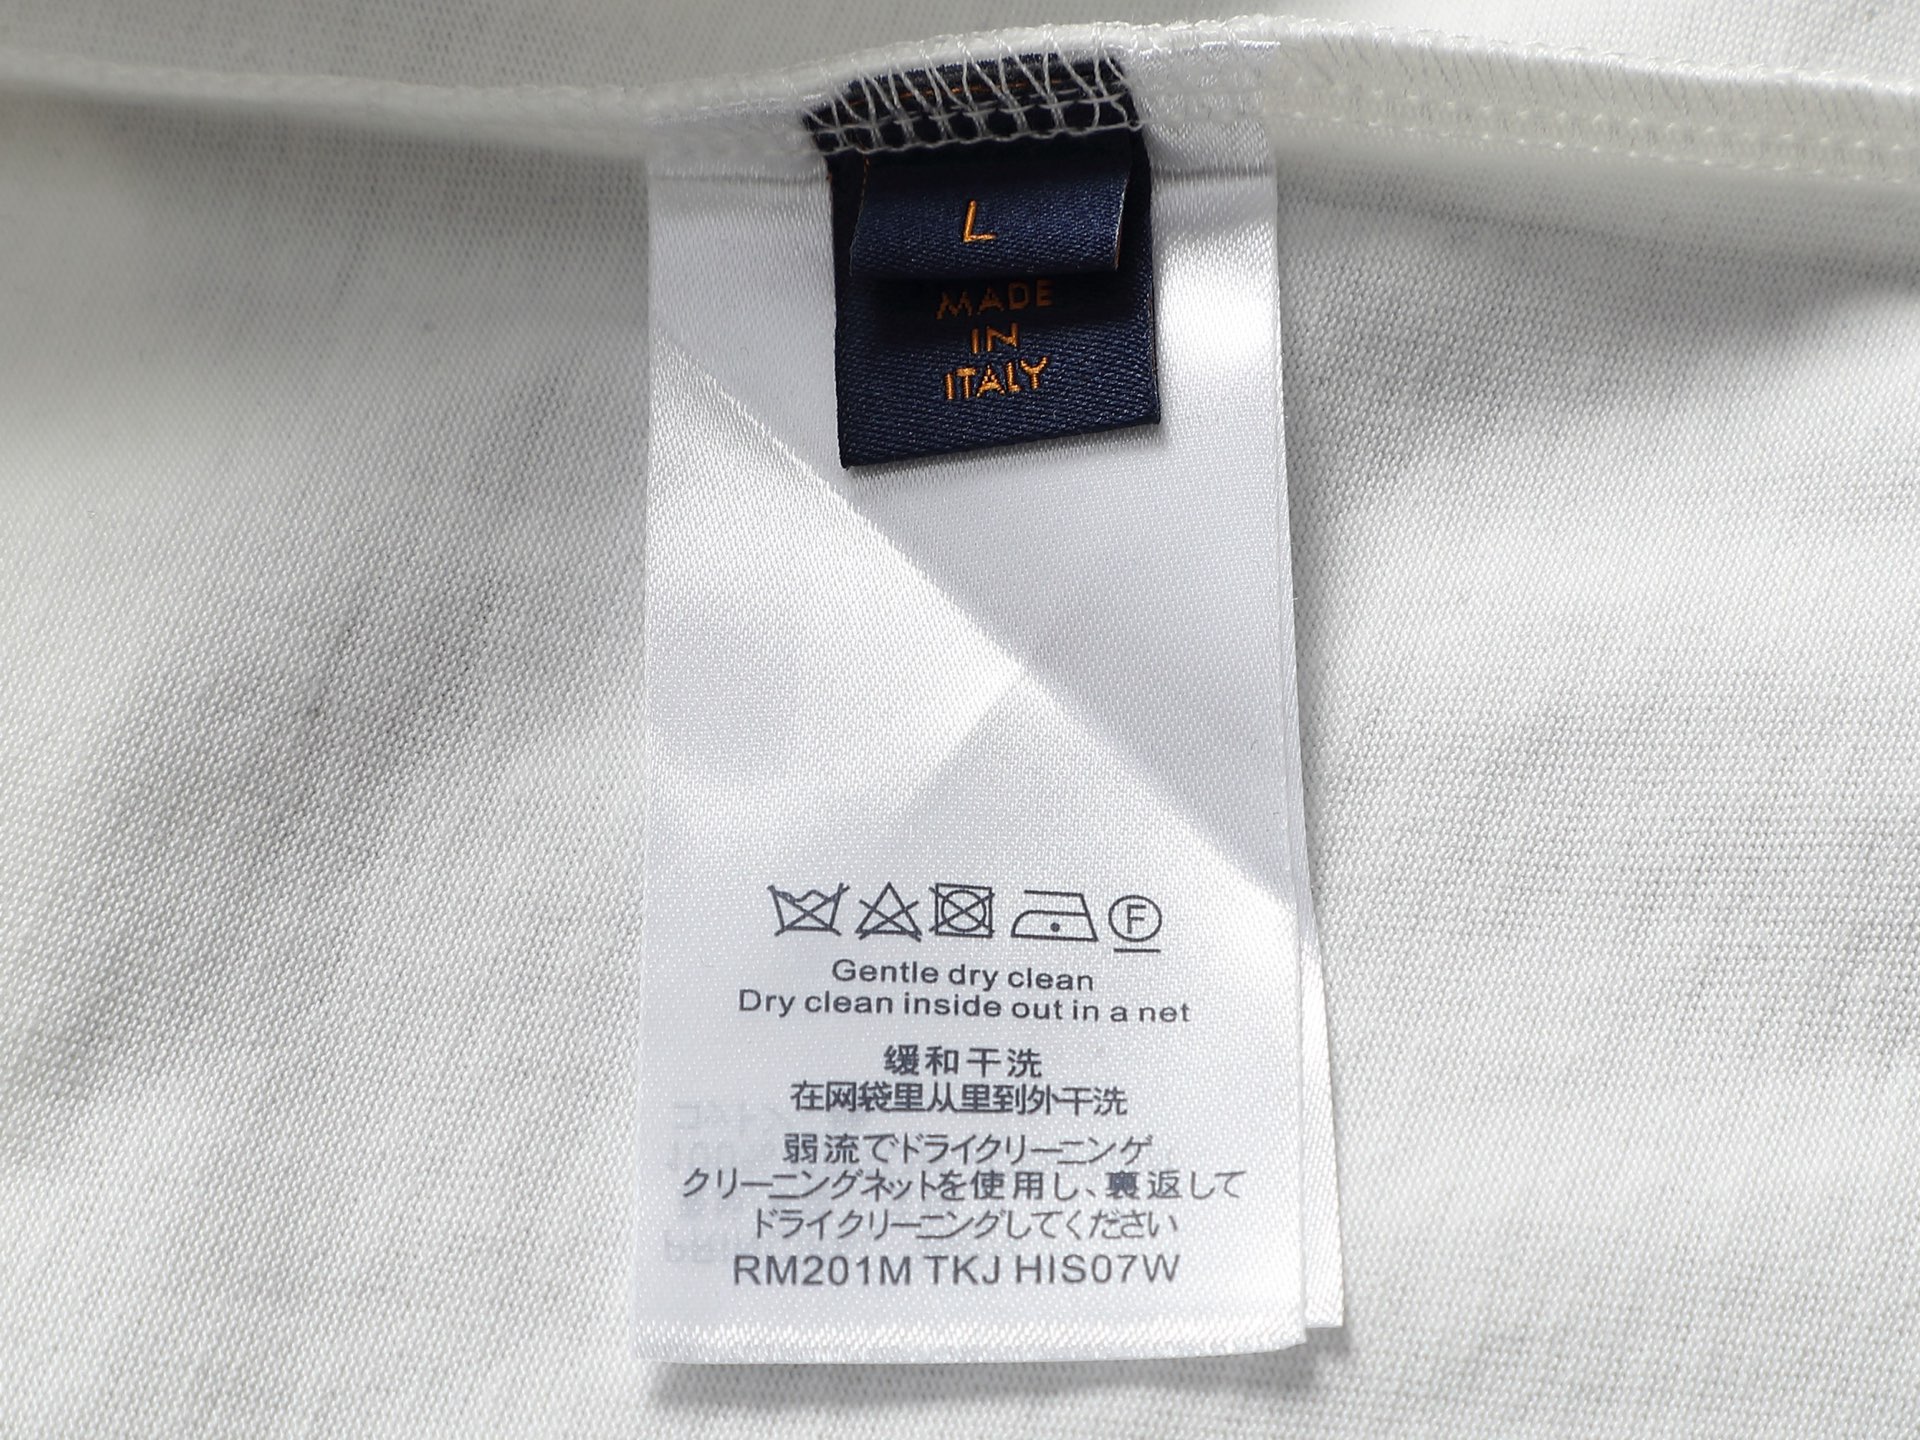 L
MADE
IN
ITALY
F
Gentle dry clean
Dry clean inside out in a net
缓和干洗
在网袋里从里到外干洗
弱流でドライクリーニンゲ
クリーニングネットを使用し、裏返して
ドライクリーニングしてください
RM201M TKJ HIS07W